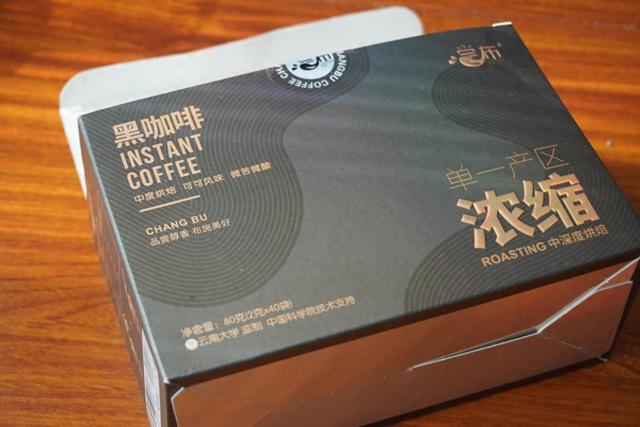 尝布
黑咖啡
INSTANT
COFFEE
中度烘焙 可可风味 微苦微酸
CHANG BU
品尝醇香 布施美好
单一产区
浓缩
ROASTING 中深度烘焙
净含量：80克(2克x40袋)
云南大学 监制 中国科学院技术支持